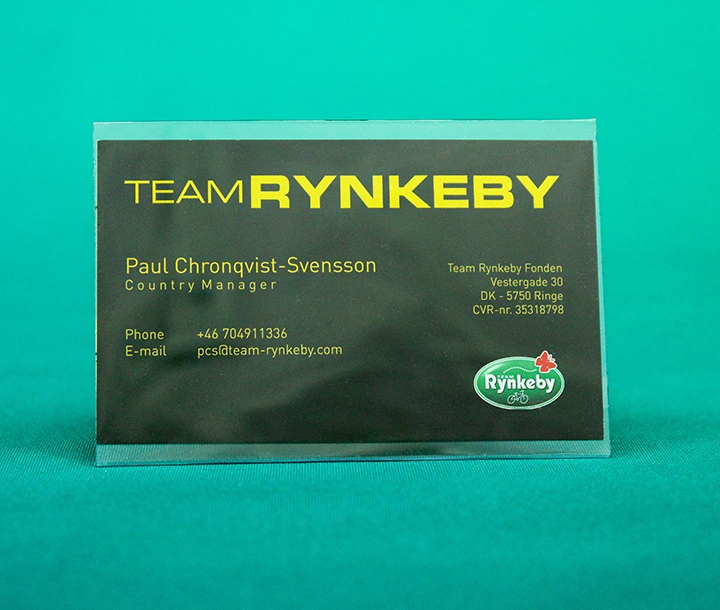 TEAM RYNKEBY
Paul Chronqvist-Svensson
Country Manager
Phone +46 704911336
E-mail pcs@team-rynkeby.com
Team Rynkeby Fonden
Vestergade 30
DK - 5750 Ringe
CVR-nr. 35318798
TEAM
Rynkeby